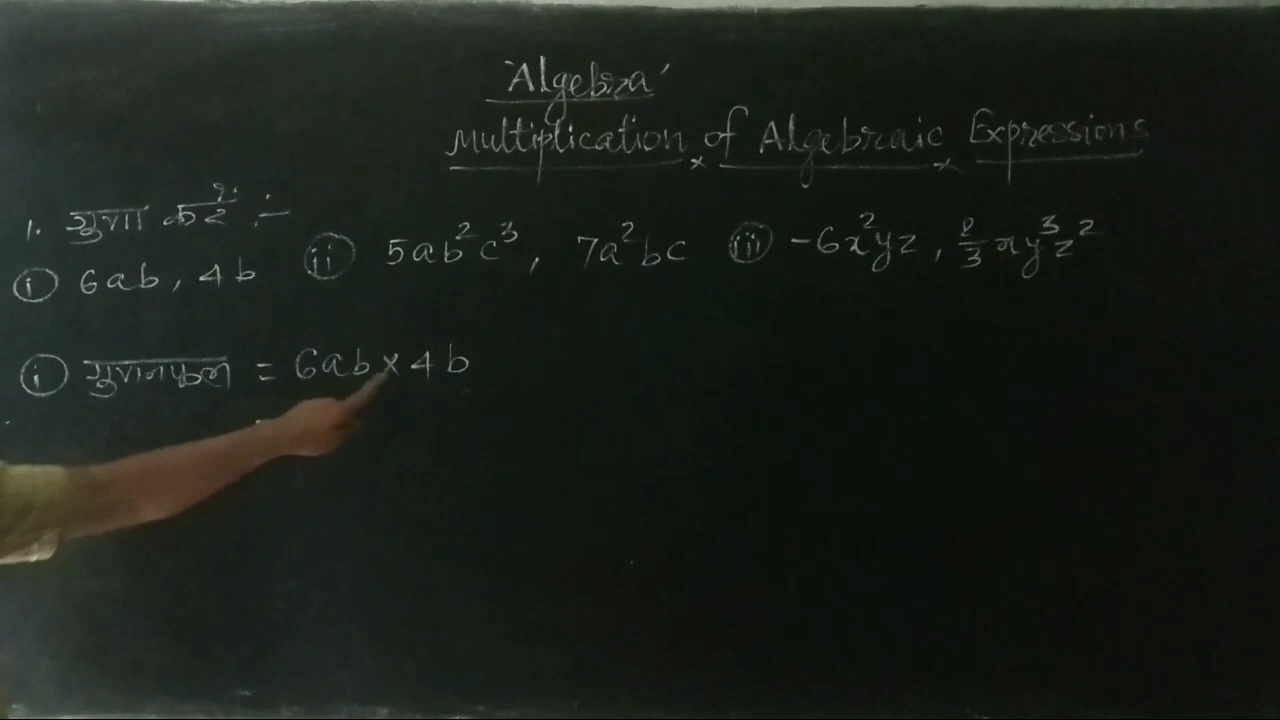 'Algebra'
Multiplication of Algebraic Expressions
1. गुणा करें :-
(i) 6ab, 4b (ii) 5ab²c³, 7a²bc (iii) -6x²yz, 2/3 xy³z²
(i) गुणनफल = 6ab × 4b